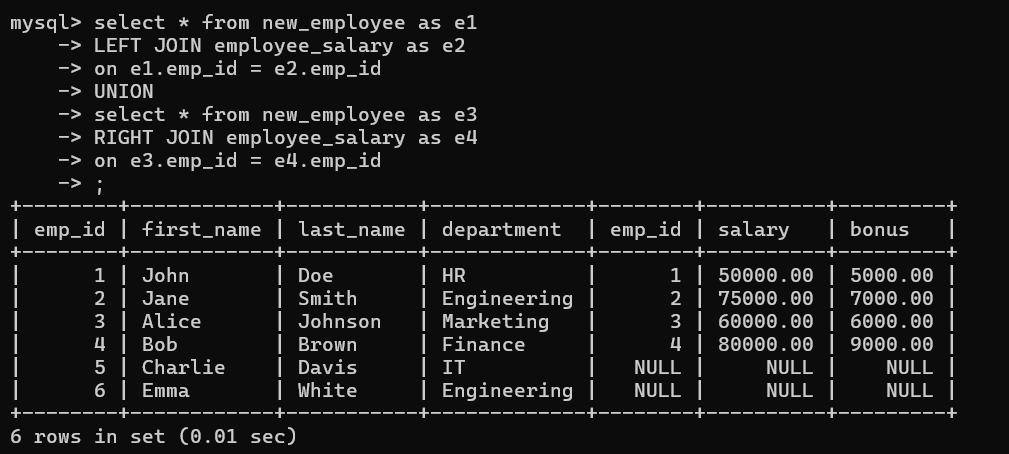 mysql> select * from new_employee as e1
    -> LEFT JOIN employee_salary as e2
    -> on e1.emp_id = e2.emp_id
    -> UNION
    -> select * from new_employee as e3
    -> RIGHT JOIN employee_salary as e4
    -> on e3.emp_id = e4.emp_id
    -> ;
+--------+------------+-----------+-------------+--------+----------+---------+
| emp_id | first_name | last_name | department  | emp_id | salary   | bonus   |
+--------+------------+-----------+-------------+--------+----------+---------+
|      1 | John       | Doe       | HR          |      1 | 50000.00 | 5000.00 |
|      2 | Jane       | Smith     | Engineering |      2 | 75000.00 | 7000.00 |
|      3 | Alice      | Johnson   | Marketing   |      3 | 60000.00 | 6000.00 |
|      4 | Bob        | Brown     | Finance     |      4 | 80000.00 | 9000.00 |
|      5 | Charlie    | Davis     | IT          |   NULL |     NULL |    NULL |
|      6 | Emma       | White     | Engineering |   NULL |     NULL |    NULL |
+--------+------------+-----------+-------------+--------+----------+---------+
6 rows in set (0.01 sec)